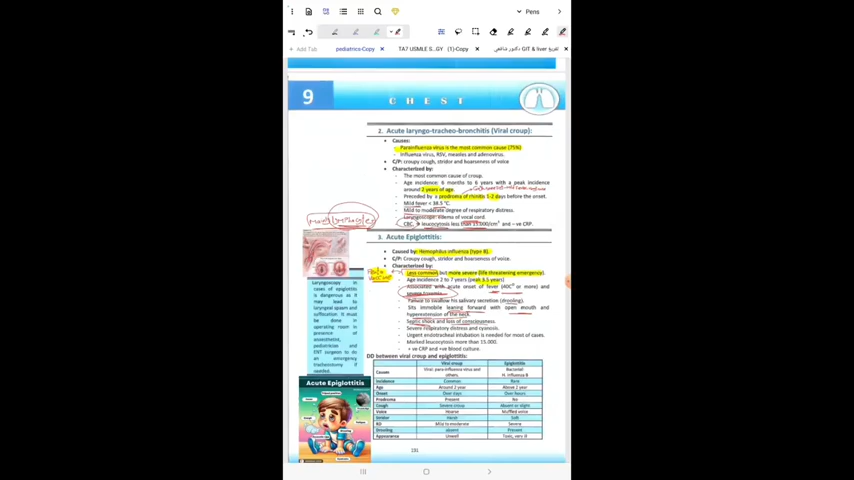 Pens
Add Tab
pediatrics-Copy
TA7 USMLE S...GY
(1)-Copy
GIT & liver
9
CHEST
2. Acute laryngo-tracheo-bronchitis (Viral croup):
Causes:
Parainfluenza virus is the most common cause (75%)
Influenza virus, RSV, measles and adenovirus.
C/P: croupy cough, stridor and hoarseness of voice
Characterized by:
The most common cause of croup.
Age incidence: 6 months to 6 years with a peak incidence
around 2 years of age.
Preceded by a prodroma of rhinitis 1-2 days before the onset.
Mild fever < 38.5 °C.
Mild to moderate degree of respiratory distress.
Laryngoscope: edema of vocal cord.
CBC, leucocytosis less than 15.000/cm³ and -ve CRP.
3. Acute Epiglottitis:
Caused by: Hemophilus influenza (type B).
C/P: Croupy cough, stridor and hoarseness of voice.
Characterized by:
Less common but more severe (life threatening emergency).
Age incidence 2 to 7 years (peak 3.5 years)
Associated with acute onset of fever (40C° or more) and
Failure to swallow his salivary secretion (drooling).
Sits immobile leaning forward with open mouth and
hyperextension of the neck.
Septic shock and loss of consciousness.
Severe respiratory distress and cyanosis.
Urgent endotracheal intubation is needed for most of cases.
Marked leucocytosis more than 15.000.
+ ve CRP and +ve blood culture.
Laryngoscopy in
cases of epiglottitis
is dangerous as it
may lead to
laryngeal spasm and
suffocation. It must
be done in
operating room in
presence of
anesthetist,
pediatrician and
ENT surgeon to do
an emergency
tracheostomy if
needed.
Acute Epiglottitis
DD between viral croup and epiglottitis:
Viral croup Epiglottitis
Causes Viral: para-influenza virus and others. Bacterial: H. influenza B
Incidence Common Rare
Age Around 2 year Above 2 year
Onset Over days Over hours
Prodroma Present No
Cough Severe croup Absent or slight
Voice Hoarse Muffled voice
Stridor Harsh Soft
RD Mild to moderate Severe
Drooling absent Present
Appearance Unwell Toxic, very ill